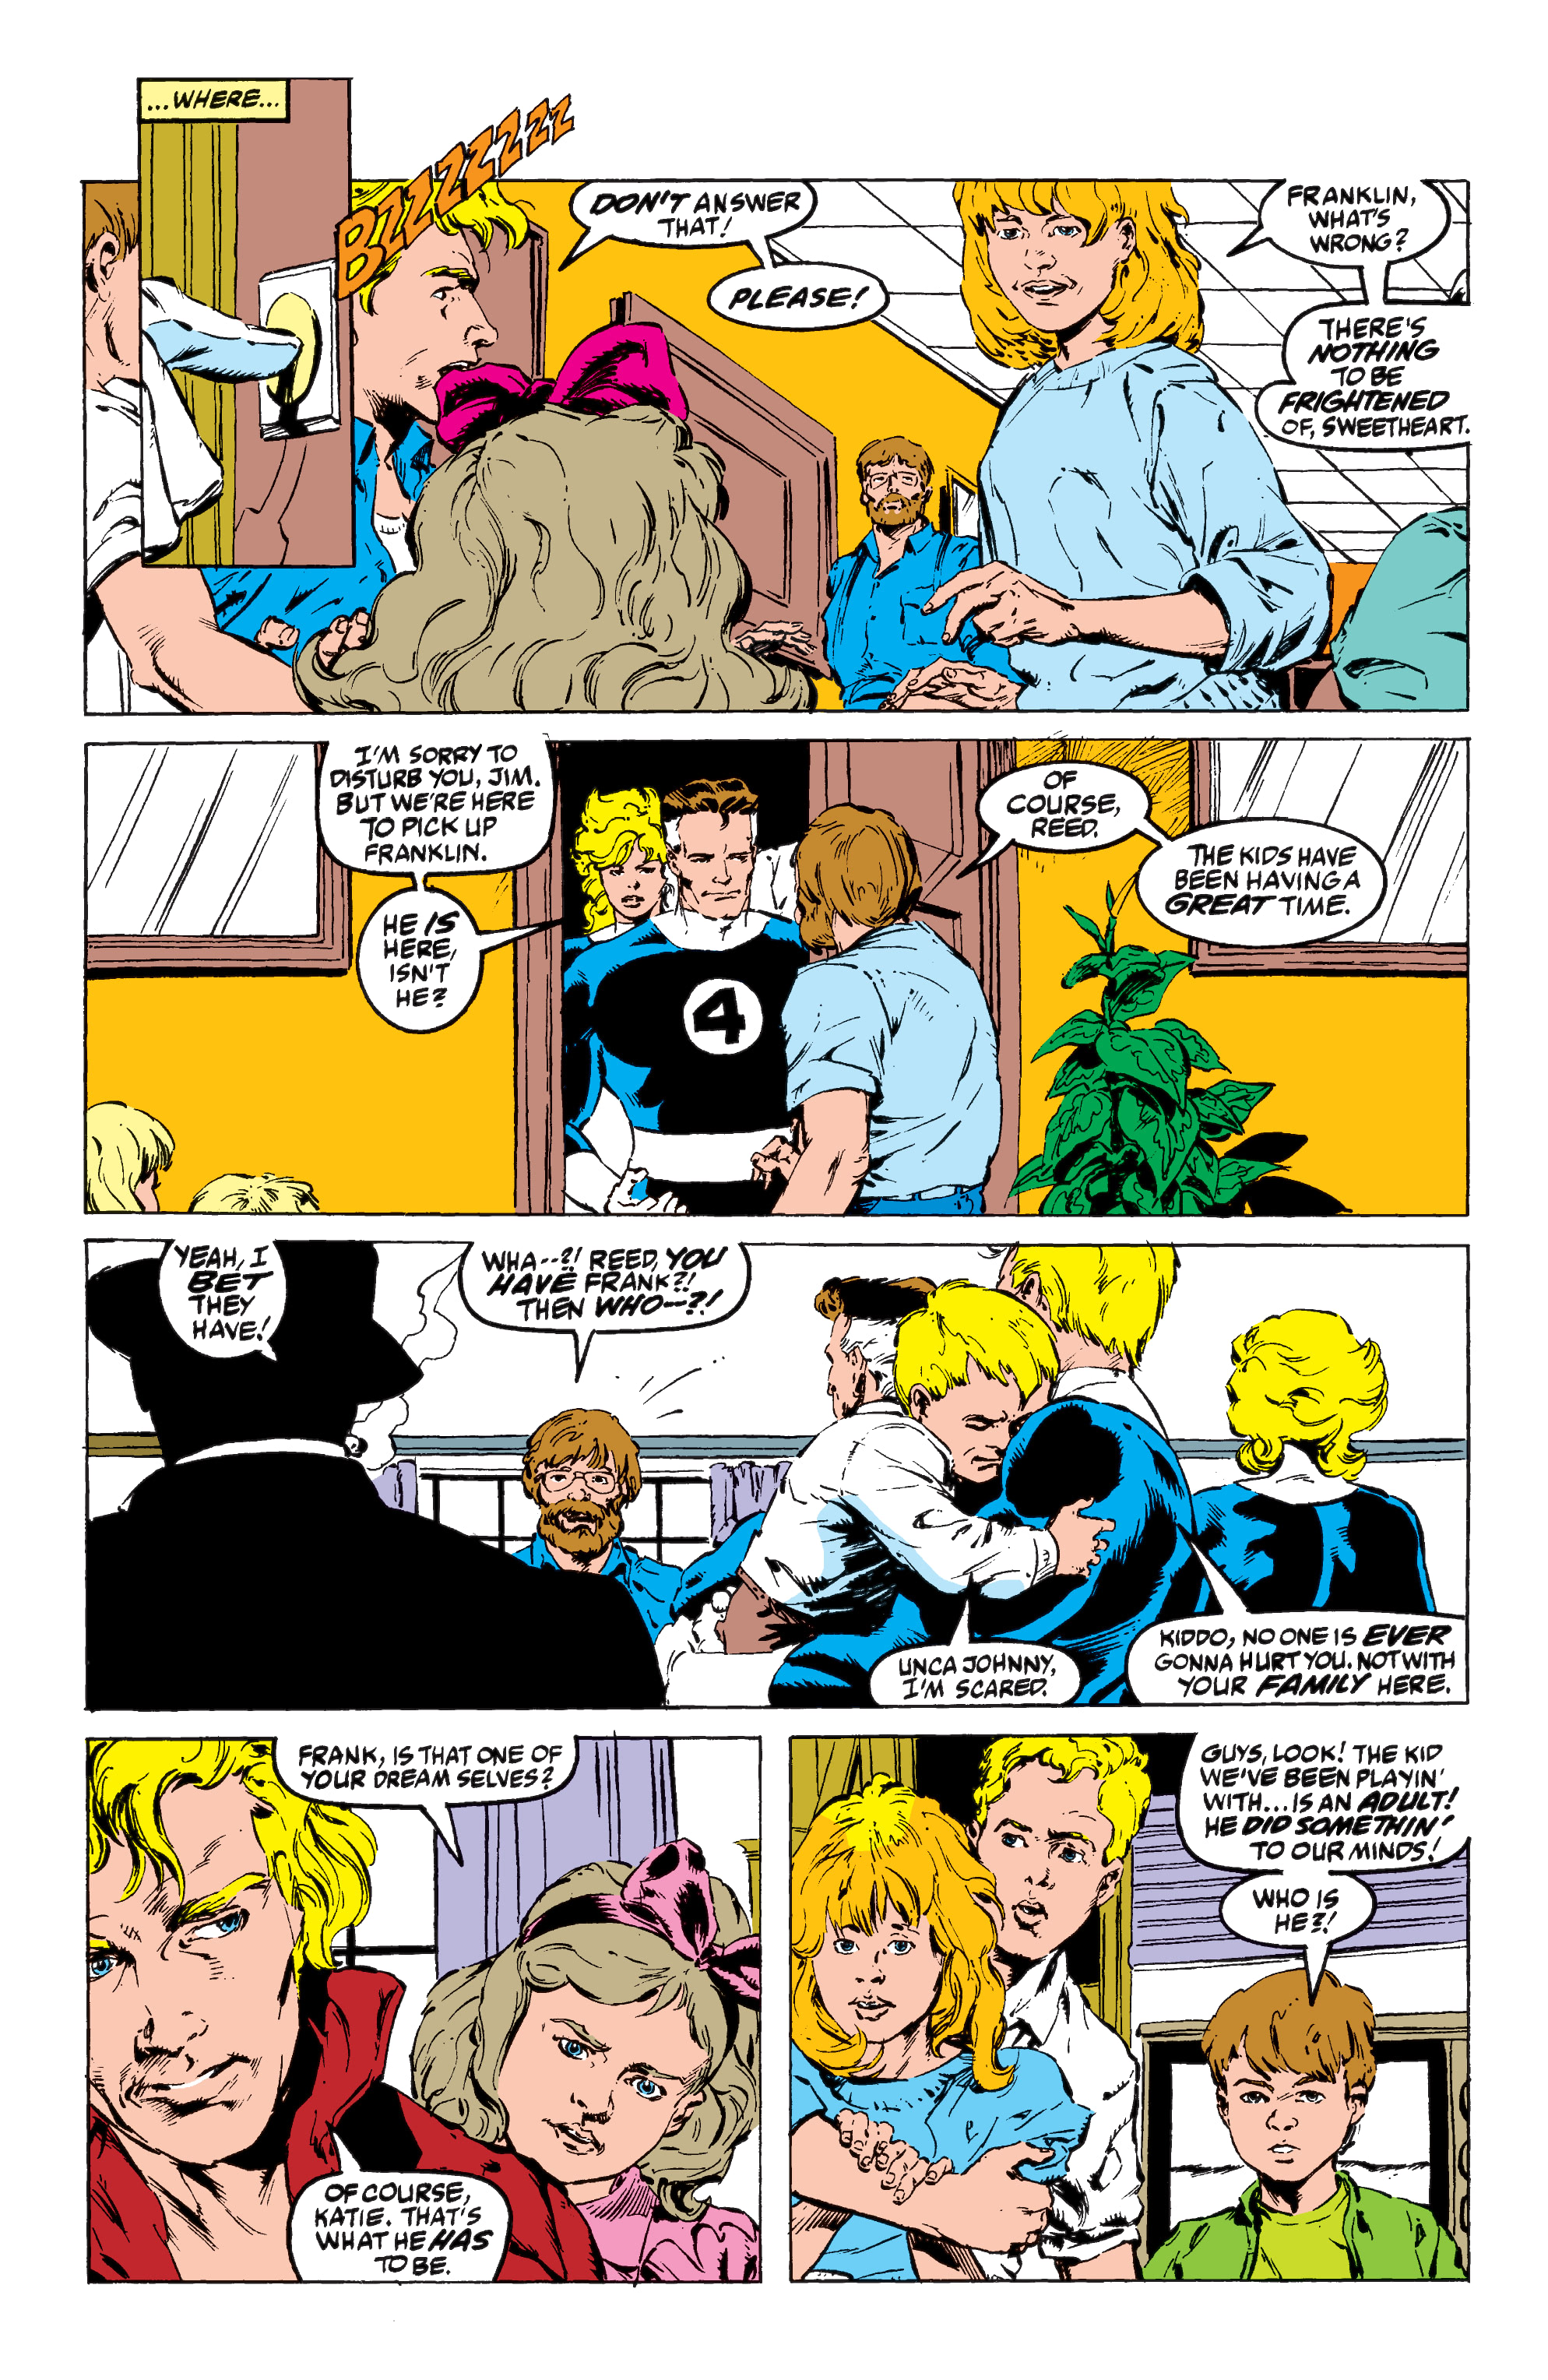 ...WHERE...
BZZZZZZZZ
DON'T ANSWER
THAT!
PLEASE!
FRANKLIN,
WHAT'S
WRONG?
THERE'S
NOTHING
TO BE
FRIGHTENED
OF, SWEETHEART.
I'M SORRY TO
DISTURB YOU, JIM.
BUT WE'RE HERE
TO PICK UP
FRANKLIN.
HE IS
HERE,
ISN'T
HE?
OF
COURSE,
REED.
THE KIDS HAVE
BEEN HAVING A
GREAT TIME.
4
YEAH, I
BET
THEY
HAVE!
WHA--?! REED, YOU
HAVE FRANK?!
THEN WHO--?!
UNCA JOHNNY,
I'M SCARED.
KIDDO, NO ONE IS EVER
GONNA HURT YOU. NOT WITH
YOUR FAMILY HERE.
FRANK, IS THAT ONE OF
YOUR DREAM SELVES?
OF COURSE,
KATIE. THAT'S
WHAT HE HAS
TO BE.
GUYS, LOOK! THE KID
WE'VE BEEN PLAYIN'
WITH...IS AN ADULT!
HE DID SOMETHIN'
TO OUR MINDS!
WHO IS
HE?!